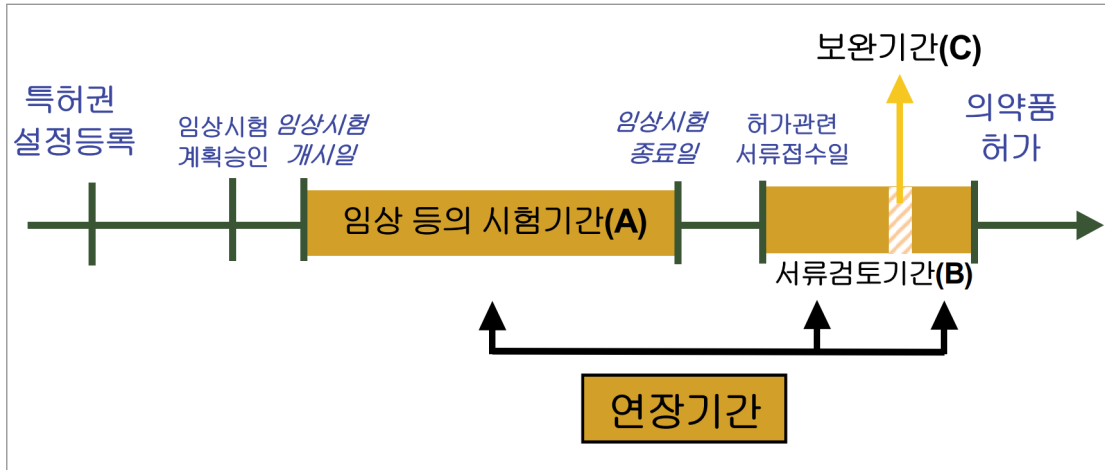 보완기간(C)
특허권
설정등록
임상시험
계획승인
임상시험
개시일
임상시험
종료일
허가관련
서류접수일
의약품
허가
임상 등의 시험기간(A)
서류검토기간(B)
연장기간